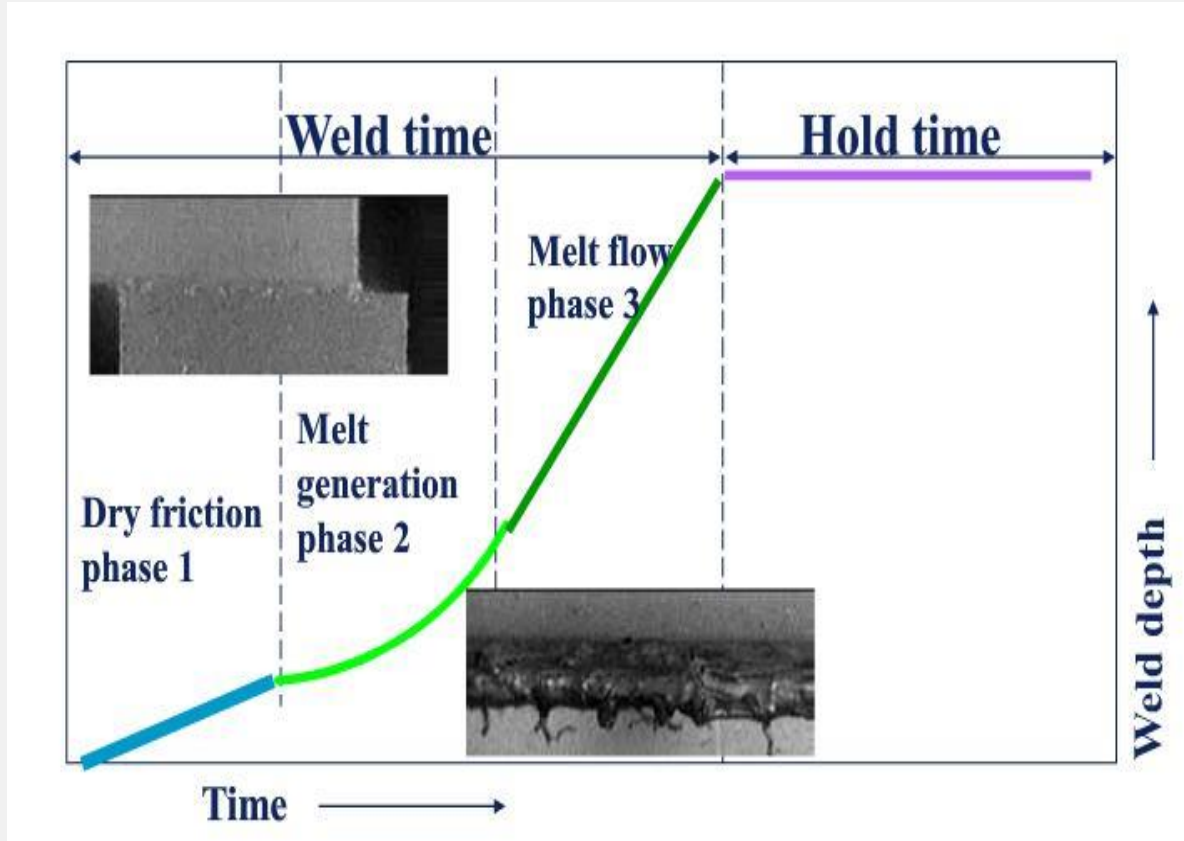 Weld time
Hold time
Melt flow
phase 3
Melt
generation
phase 2
Dry friction
phase 1
Weld depth
Time